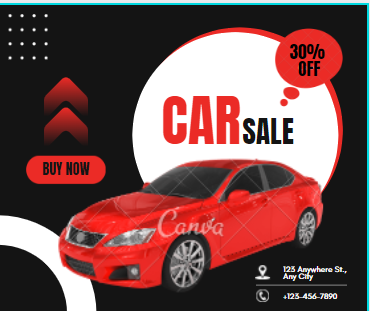 30%
OFF
CAR SALE
BUY NOW
Canva
123 Anywhere St.,
Any City
+123-456-7890